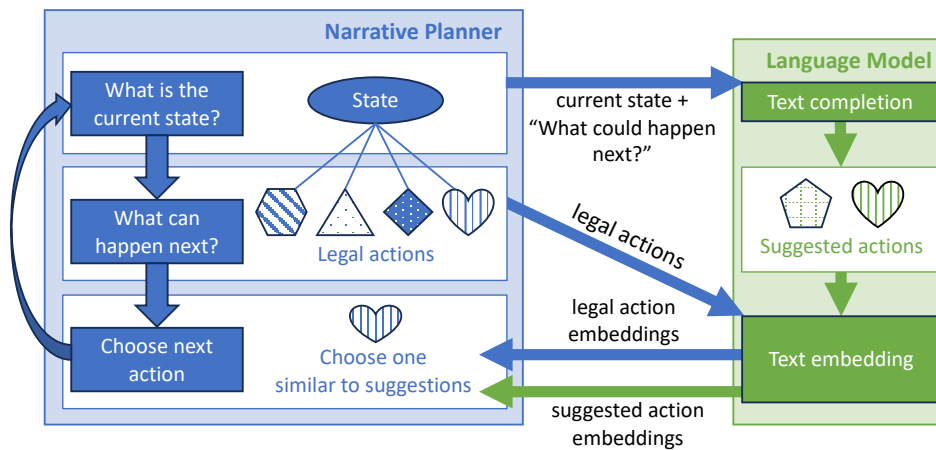 Narrative Planner
What is the
current state?
State
What can
happen next?
Legal actions
Choose next
action
Choose one
similar to suggestions
current state +
“What could happen
next?”
legal actions
legal action
embeddings
suggested action
embeddings
Language Model
Text completion
Suggested actions
Text embedding